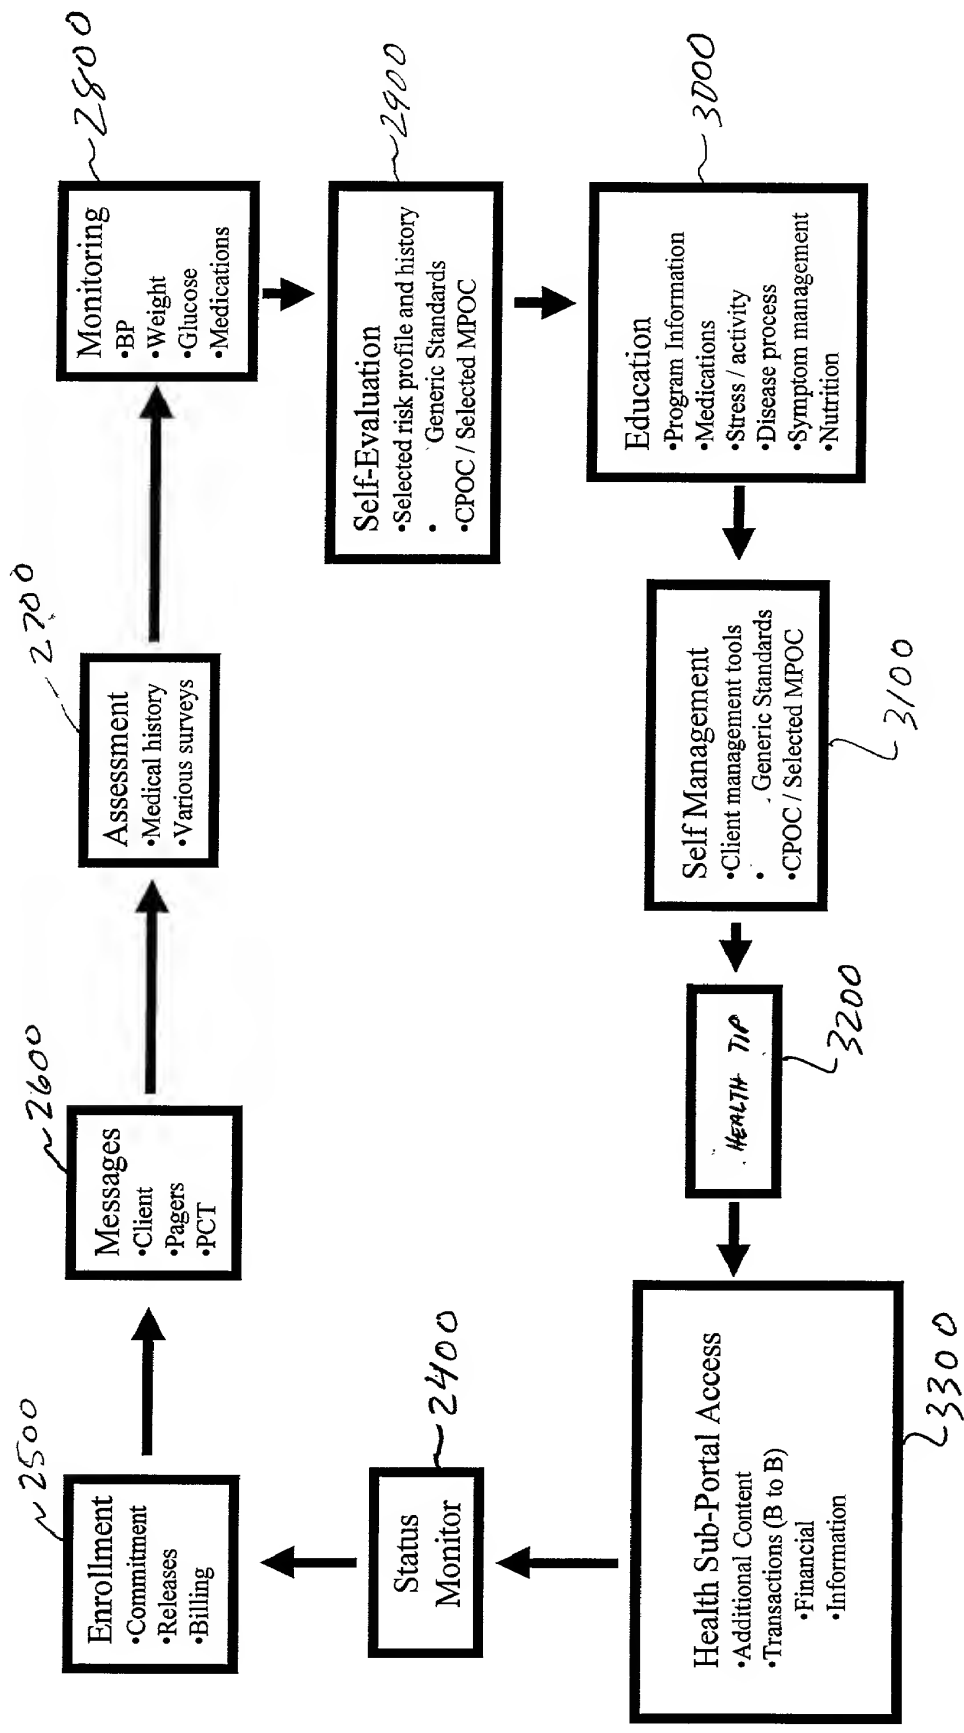 2500
Enrollment
•Commitment
•Releases
•Billing
2600
Messages
•Client
•Pagers
•PCT
2700
Assessment
•Medical history
•Various surveys
2800
Monitoring
•BP
•Weight
•Glucose
•Medications
2900
Self-Evaluation
•Selected risk profile and history
• Generic Standards
•CPOC / Selected MPOC
3000
Education
•Program Information
•Medications
•Stress / activity
•Disease process
•Symptom management
•Nutrition
Self Management
•Client management tools
• Generic Standards
•CPOC / Selected MPOC
3100
HEALTH TIP
3200
Health Sub-Portal Access
•Additional Content
•Transactions (B to B)
•Financial
•Information
3300
Status
Monitor
2400